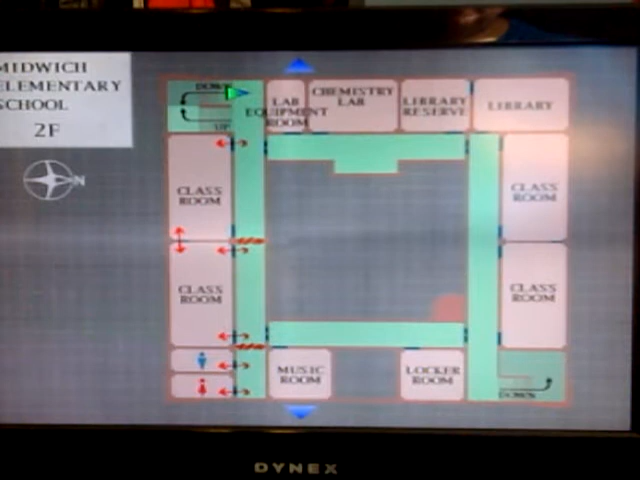 MIDWICH
ELEMENTARY
SCHOOL
2F
N
DOWN
UP
LAB
EQUIPMENT
ROOM
CHEMISTRY
LAB
LIBRARY
RESERVE
LIBRARY
CLASS
ROOM
CLASS
ROOM
CLASS
ROOM
CLASS
ROOM
MUSIC
ROOM
LOCKER
ROOM
DOWN
DYNEX